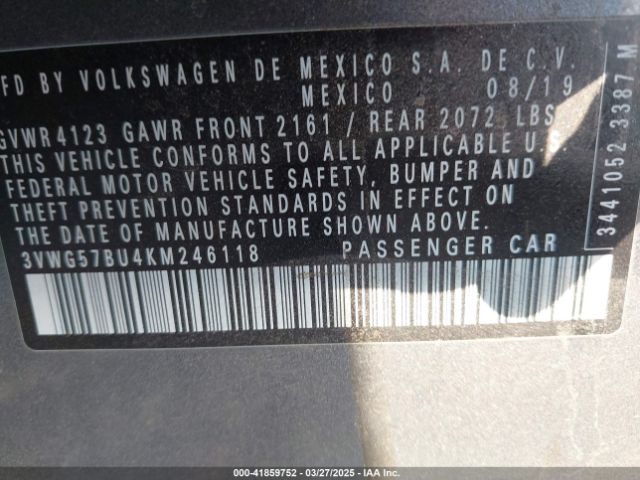 FD BY VOLKSWAGEN DE MEXICO S.A. DE C.V.
MEXICO 08/19
GVWR 4123 GAWR FRONT 2161 / REAR 2072 LBS
THIS VEHICLE CONFORMS TO ALL APPLICABLE U
FEDERAL MOTOR VEHICLE SAFETY, BUMPER AND
THEFT PREVENTION STANDARDS IN EFFECT ON
THE DATE OF MANUFACTURE SHOWN ABOVE.
3VWG57BU4KM246118 PASSENGER CAR
3441052 3387 M
000-41859752 | 03/27/2025 | IAA Inc.